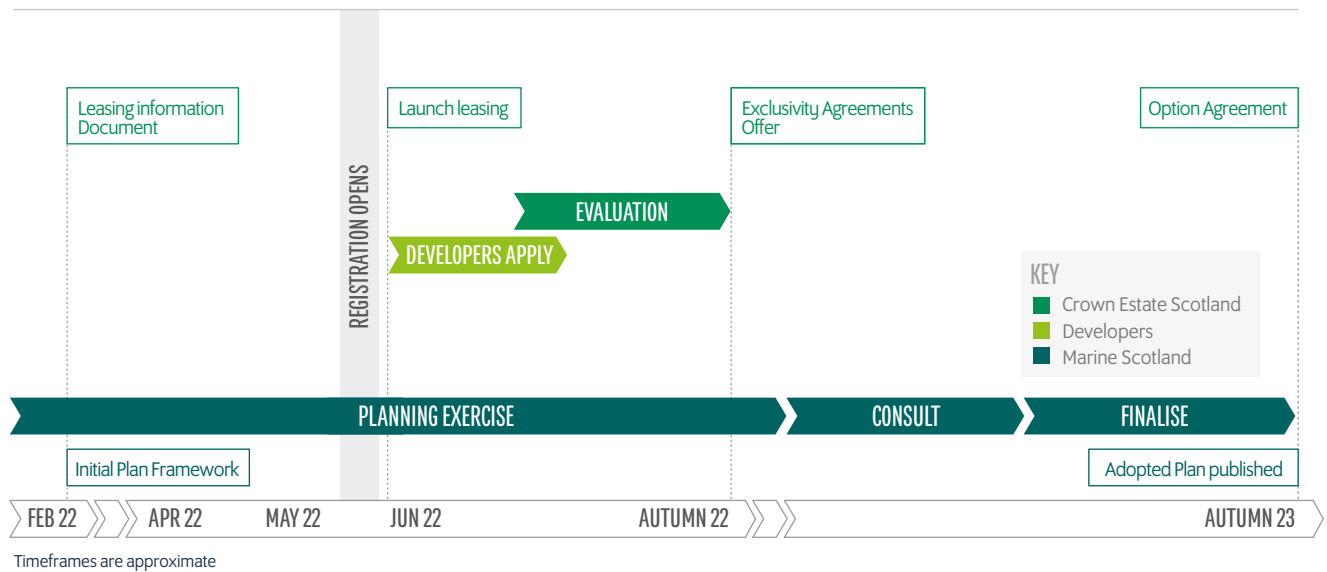 Leasing information
Document
Launch leasing
Exclusivity Agreements
Offer
Option Agreement
REGISTRATION OPENS
EVALUATION
DEVELOPERS APPLY
KEY
Crown Estate Scotland
Developers
Marine Scotland
PLANNING EXERCISE
CONSULT
FINALISE
Initial Plan Framework
Adopted Plan published
FEB 22
APR 22
MAY 22
JUN 22
AUTUMN 22
AUTUMN 23
Timeframes are approximate